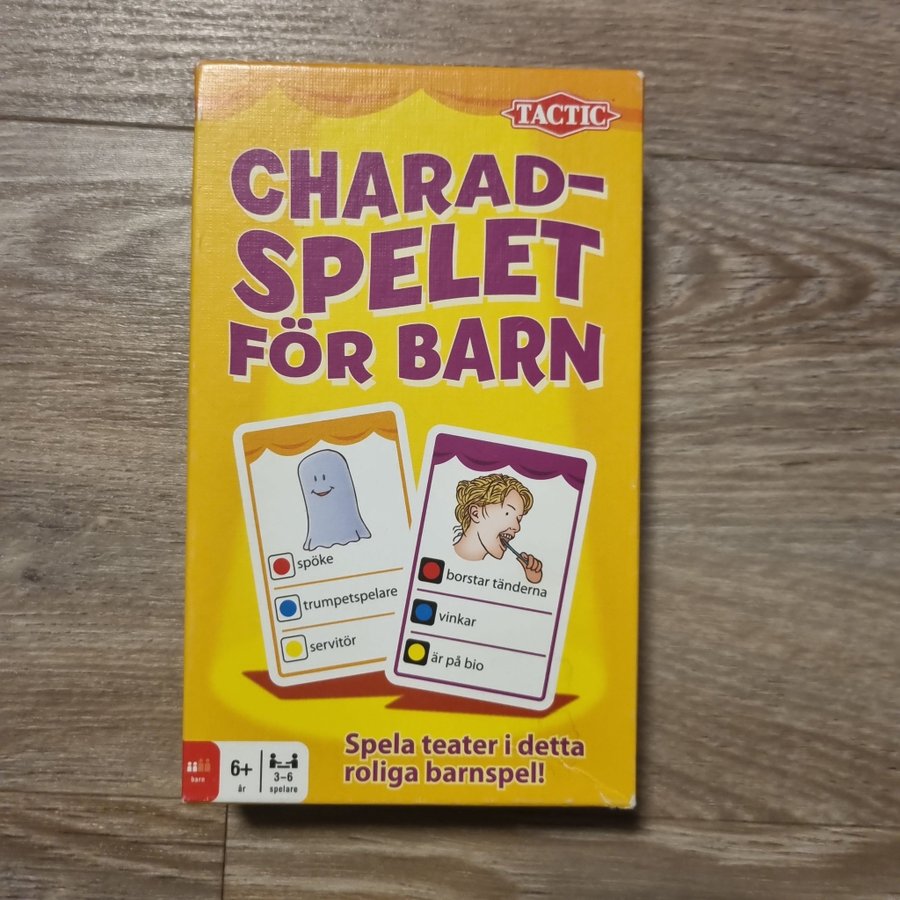 TACTIC
CHARAD-
SPELET
FÖR BARN
spöke
trumpetspelare
servitör
borstar tänderna
vinkar
är på bio
Spela teater i detta
roliga barnspel!
barn
6+
år
3-6
spelare